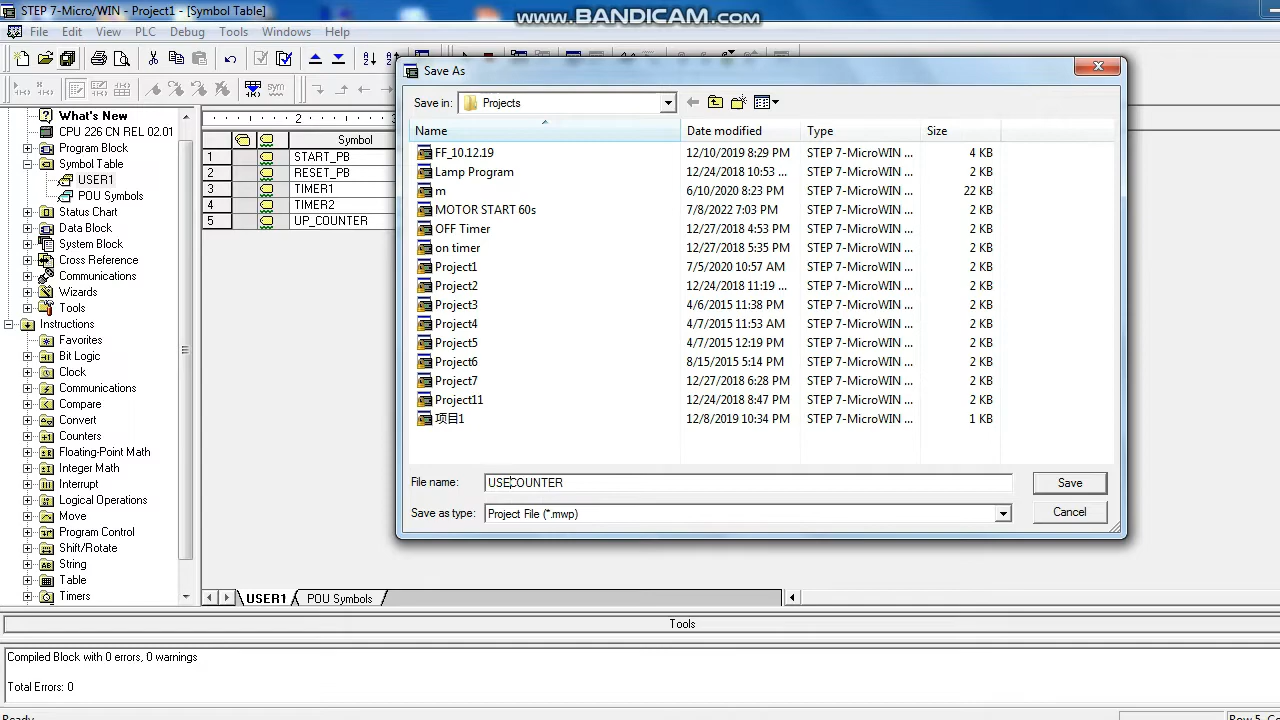 STEP 7-Micro/WIN - Project1 - [Symbol Table]
www.BANDICAM.com
File Edit View PLC Debug Tools Windows Help
sym
Save As
Save in: Projects
Name Date modified Type Size
FF_10.12.19 12/10/2019 8:29 PM STEP 7-MicroWIN ... 4 KB
Lamp Program 12/24/2018 10:53 ... STEP 7-MicroWIN ... 2 KB
m 6/10/2020 8:23 PM STEP 7-MicroWIN ... 22 KB
MOTOR START 60s 7/8/2022 7:03 PM STEP 7-MicroWIN ... 2 KB
OFF Timer 12/27/2018 4:53 PM STEP 7-MicroWIN ... 2 KB
on timer 12/27/2018 5:35 PM STEP 7-MicroWIN ... 2 KB
Project1 7/5/2020 10:57 AM STEP 7-MicroWIN ... 2 KB
Project2 12/24/2018 11:19 ... STEP 7-MicroWIN ... 2 KB
Project3 4/6/2015 11:38 PM STEP 7-MicroWIN ... 2 KB
Project4 4/7/2015 11:53 AM STEP 7-MicroWIN ... 2 KB
Project5 4/7/2015 12:19 PM STEP 7-MicroWIN ... 2 KB
Project6 8/15/2015 5:14 PM STEP 7-MicroWIN ... 2 KB
Project7 12/27/2018 6:28 PM STEP 7-MicroWIN ... 2 KB
Project11 12/24/2018 8:47 PM STEP 7-MicroWIN ... 2 KB
项目1 12/8/2019 10:34 PM STEP 7-MicroWIN ... 1 KB
File name: USECOUNTER Save
Save as type: Project File (*.mwp) Cancel
What's New
CPU 226 CN REL 02.01
Program Block
Symbol Table
USER1
POU Symbols
Status Chart
Data Block
System Block
Cross Reference
Communications
Wizards
Tools
Instructions
Favorites
Bit Logic
Clock
Communications
Compare
Convert
Counters
Floating-Point Math
Integer Math
Interrupt
Logical Operations
Move
Program Control
Shift/Rotate
String
Table
Timers
2 3
Symbol
1 START_PB
2 RESET_PB
3 TIMER1
4 TIMER2
5 UP_COUNTER
USER1 POU Symbols
Tools
Compiled Block with 0 errors, 0 warnings
Total Errors: 0
Ready